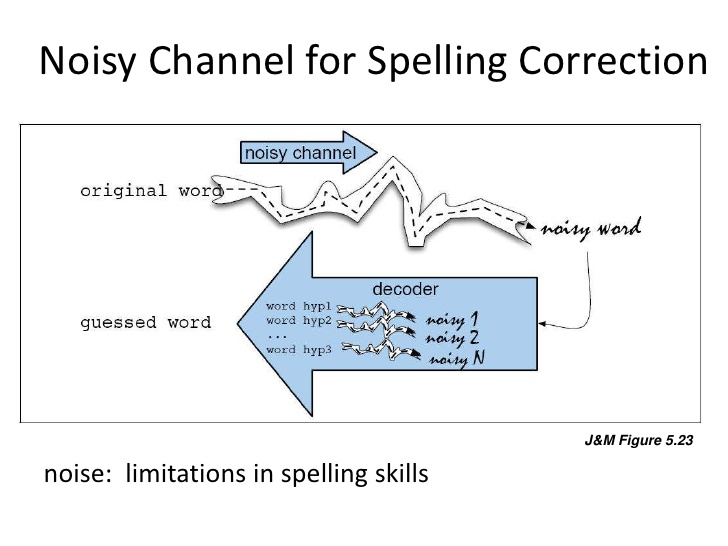 Noisy Channel for Spelling Correction
noisy channel
original word
noisy word
decoder
word hyp1
noisy 1
word hyp2
noisy 2
...
word hyp3
noisy N
guessed word
J&M Figure 5.23
noise: limitations in spelling skills